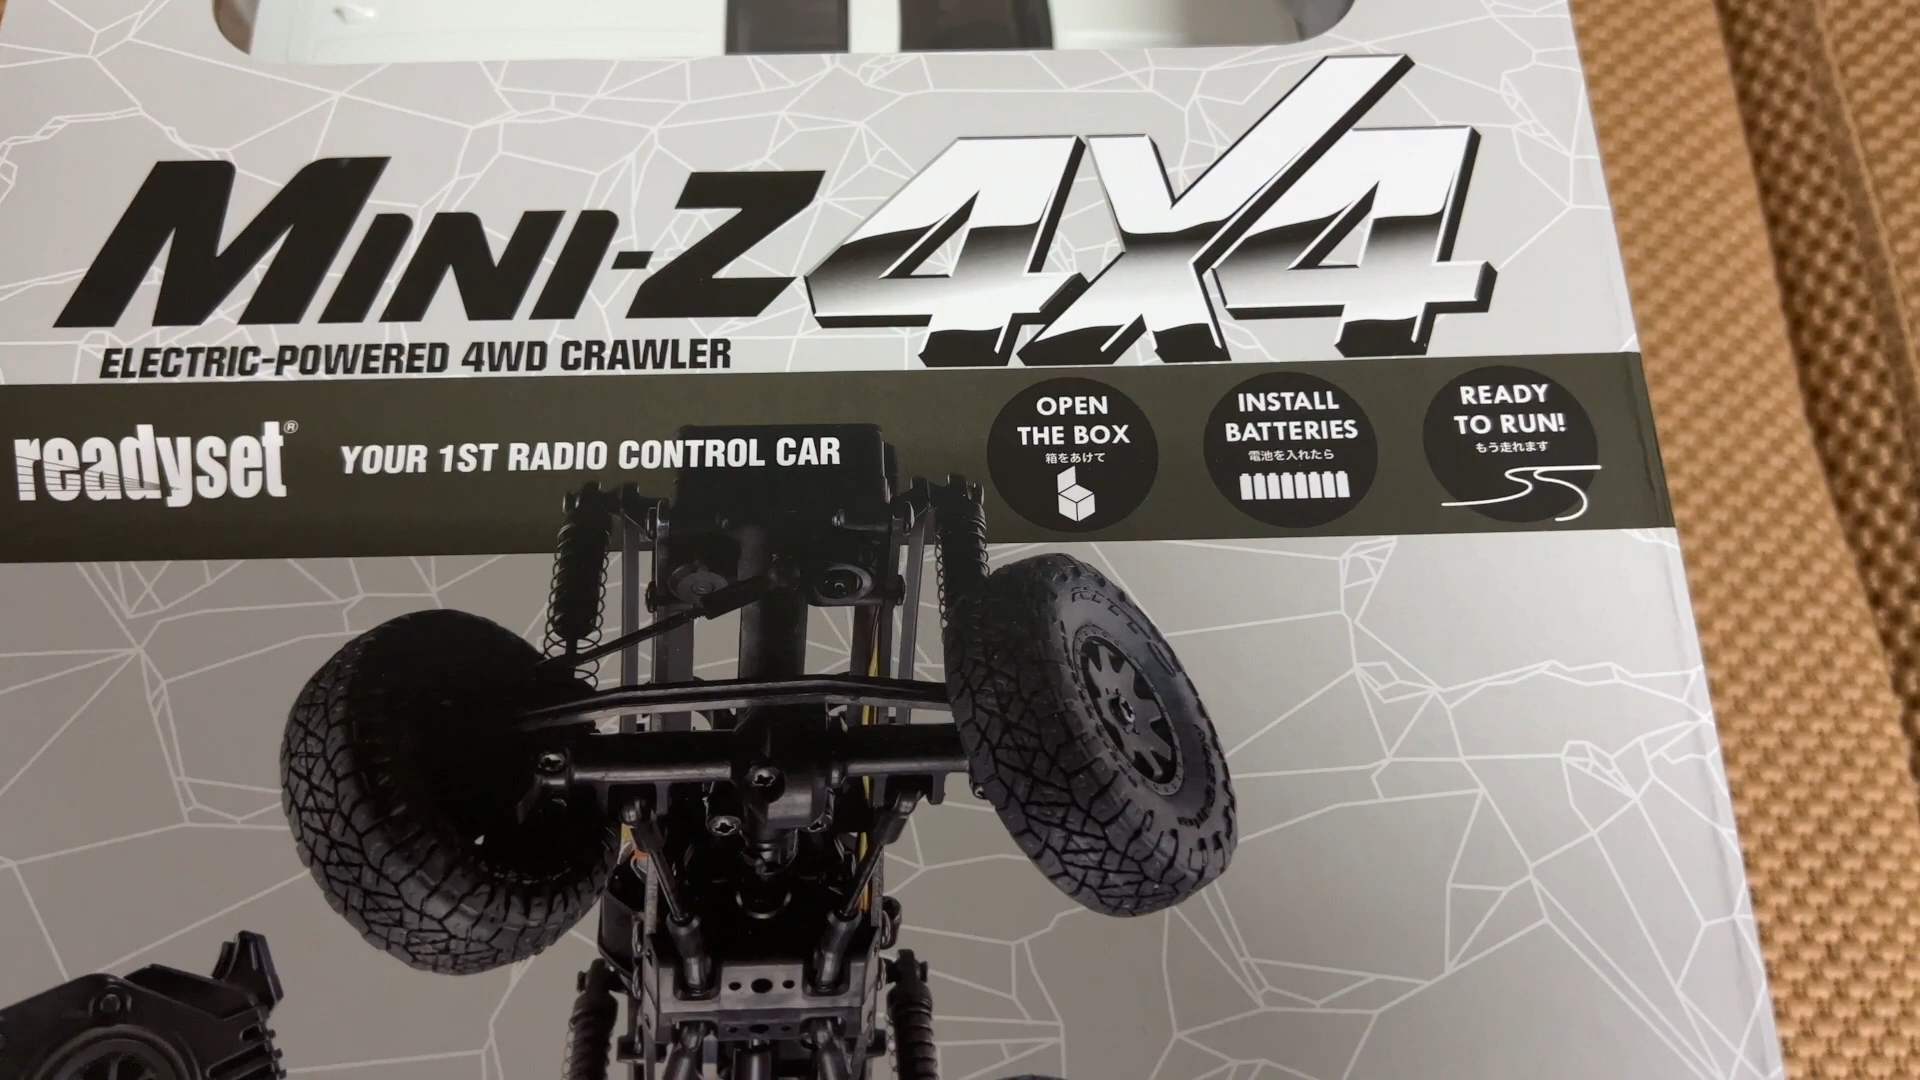 MINI-Z 4X4
ELECTRIC-POWERED 4WD CRAWLER
readyset®
YOUR 1ST RADIO CONTROL CAR
OPEN
THE BOX
箱をあけて
INSTALL
BATTERIES
電池を入れたら
READY
TO RUN!
もう走れます